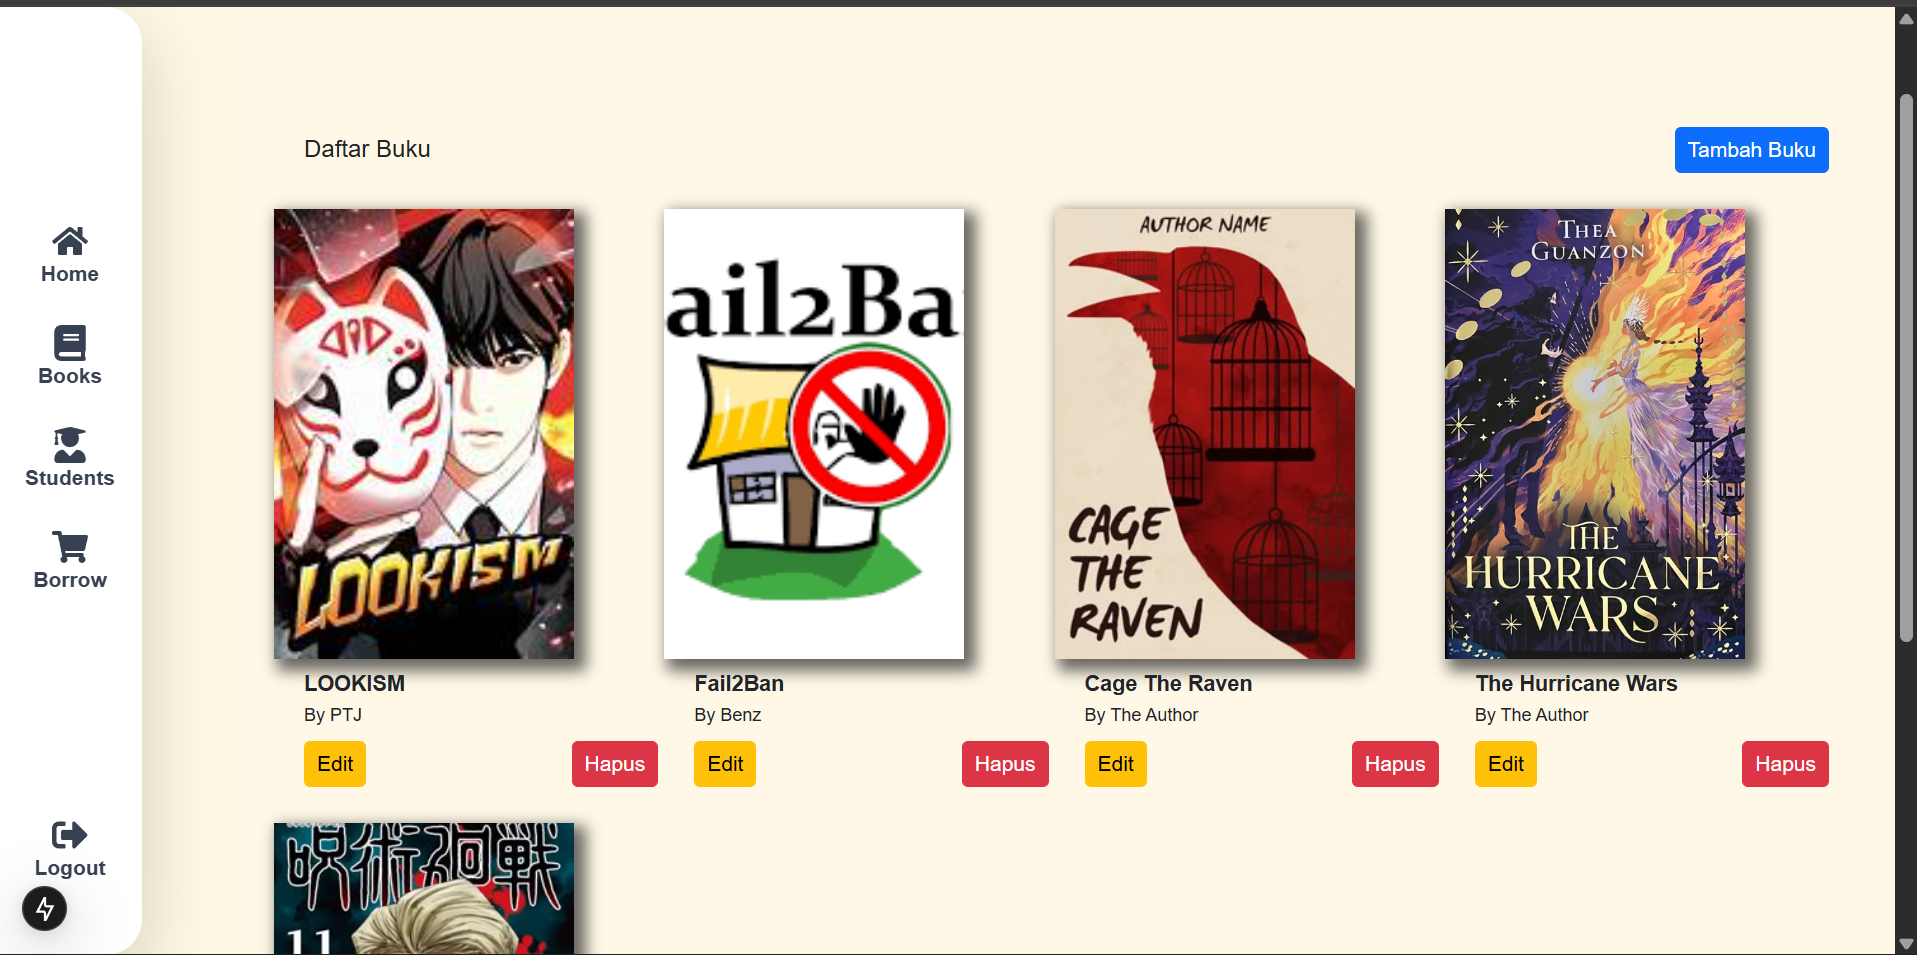 Daftar Buku
Tambah Buku
Home
Books
Students
Borrow
Logout
LOOKISM
ail2Ba
AUTHOR NAME
CAGE
THE
RAVEN
THEA
GUANZON
THE
HURRICANE
WARS
LOOKISM
By PTJ
Edit
Hapus
Fail2Ban
By Benz
Edit
Hapus
Cage The Raven
By The Author
Edit
Hapus
The Hurricane Wars
By The Author
Edit
Hapus
呪術廻戦
11